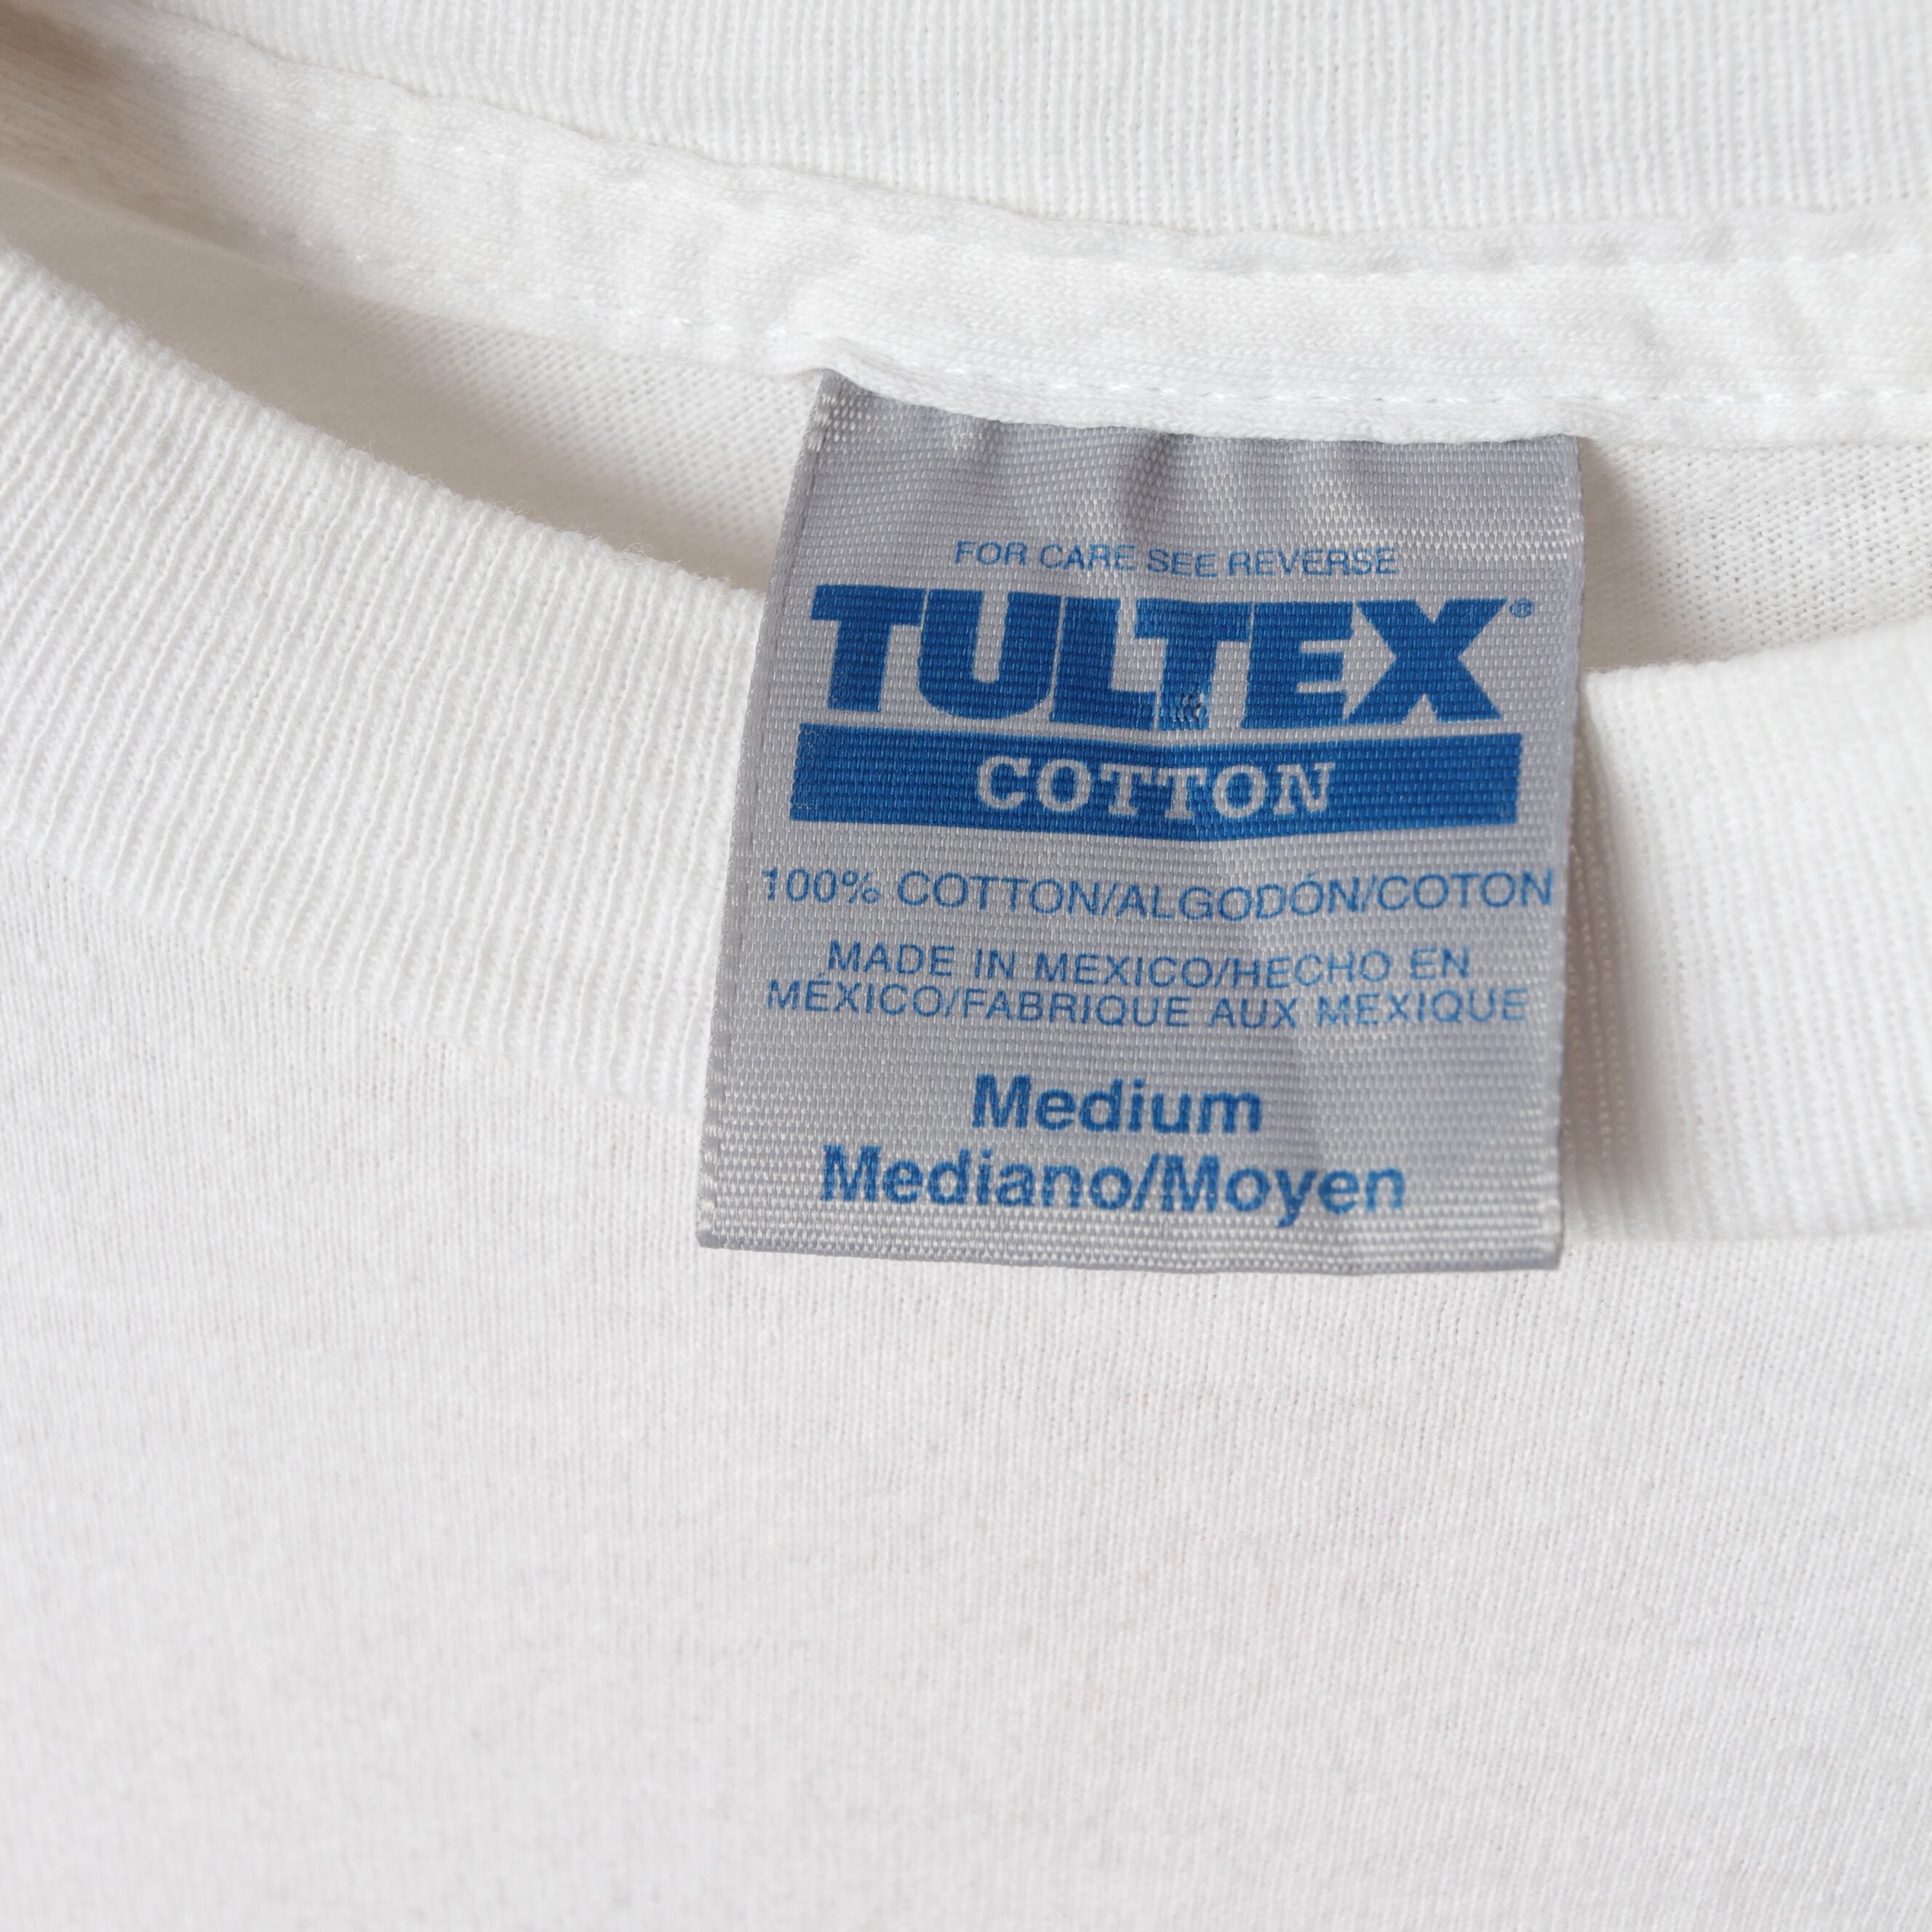 FOR CARE SEE REVERSE
TULTEX®
COTTON
100% COTTON/ALGODÓN/COTON
MADE IN MEXICO/HECHO EN
MÉXICO/FABRIQUE AUX MEXIQUE
Medium
Mediano/Moyen